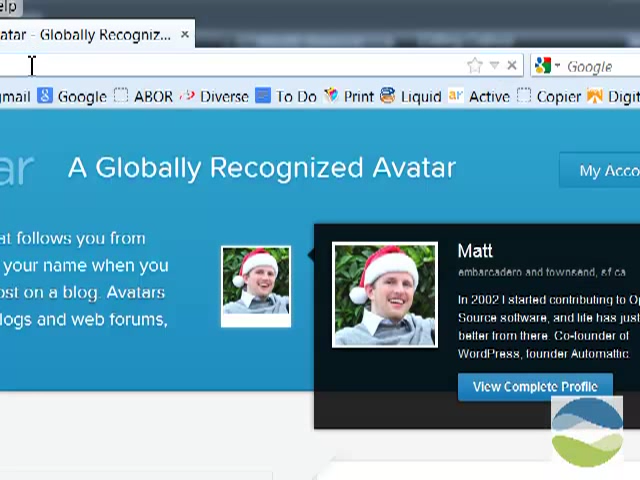 elp
atar - Globally Recogniz... ×
Google
gmail Google ABOR Diverse To Do Print Liquid Active Copier Digit
ar A Globally Recognized Avatar My Acco
at follows you from
your name when you
ost on a blog. Avatars
logs and web forums,
Matt
embarcadero and townsend, sf ca
In 2002 I started contributing to Op
Source software, and life has just
better from there. Co-founder of
WordPress, founder Automattic.
View Complete Profile